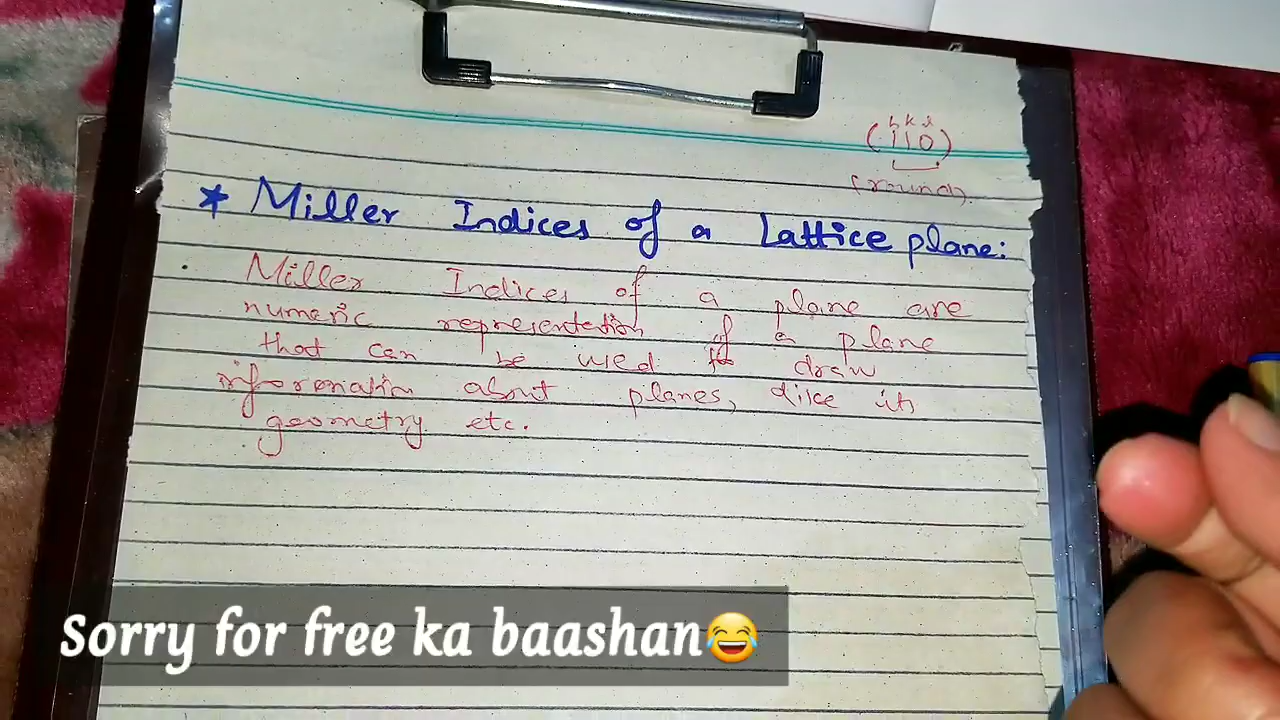 h k l
(110)
(round)
* Miller Indices of a Lattice plane:
Miller Indices of a plane are
numeric representation of a plane
that can be used to draw
information about planes, like its
geometry etc.
Sorry for free ka baashan😂